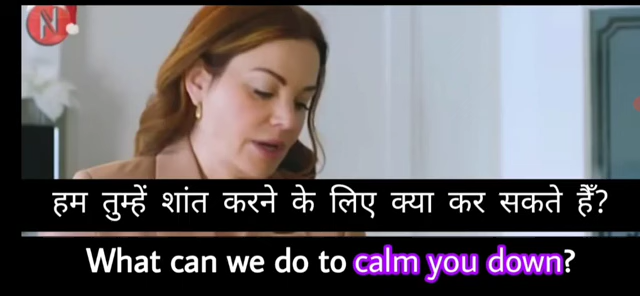 N
हम तुम्हें शांत करने के लिए क्या कर सकते हैँ?
What can we do to calm you down?